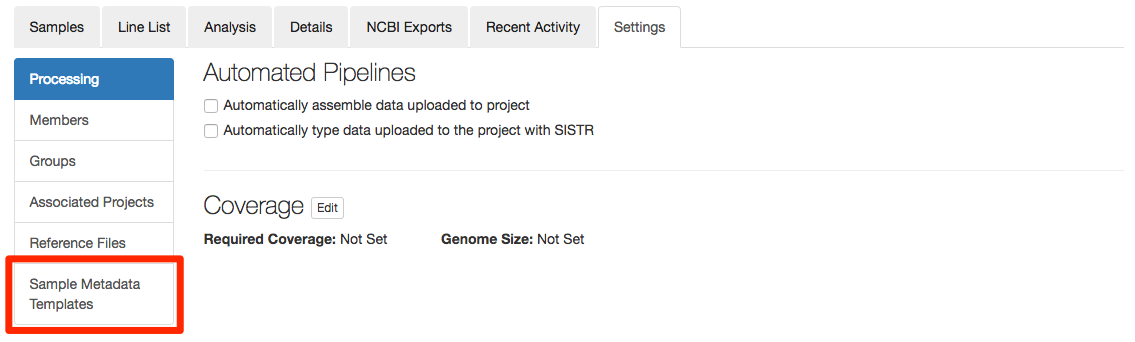 Samples
Line List
Analysis
Details
NCBI Exports
Recent Activity
Settings
Processing
Members
Groups
Associated Projects
Reference Files
Sample Metadata
Templates
Automated Pipelines
Automatically assemble data uploaded to project
Automatically type data uploaded to the project with SISTR
Coverage Edit
Required Coverage: Not Set
Genome Size: Not Set